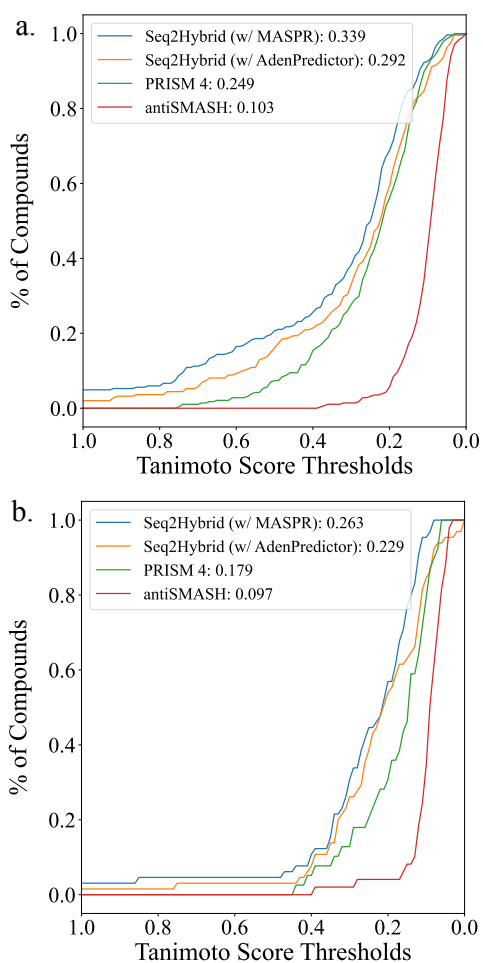 a.
Seq2Hybrid (w/ MASPR): 0.339
Seq2Hybrid (w/ AdenPredictor): 0.292
PRISM 4: 0.249
antiSMASH: 0.103
% of Compounds
1.0
0.8
0.6
0.4
0.2
0.0
1.0 0.8 0.6 0.4 0.2 0.0
Tanimoto Score Thresholds
b.
Seq2Hybrid (w/ MASPR): 0.263
Seq2Hybrid (w/ AdenPredictor): 0.229
PRISM 4: 0.179
antiSMASH: 0.097
% of Compounds
1.0
0.8
0.6
0.4
0.2
0.0
1.0 0.8 0.6 0.4 0.2 0.0
Tanimoto Score Thresholds